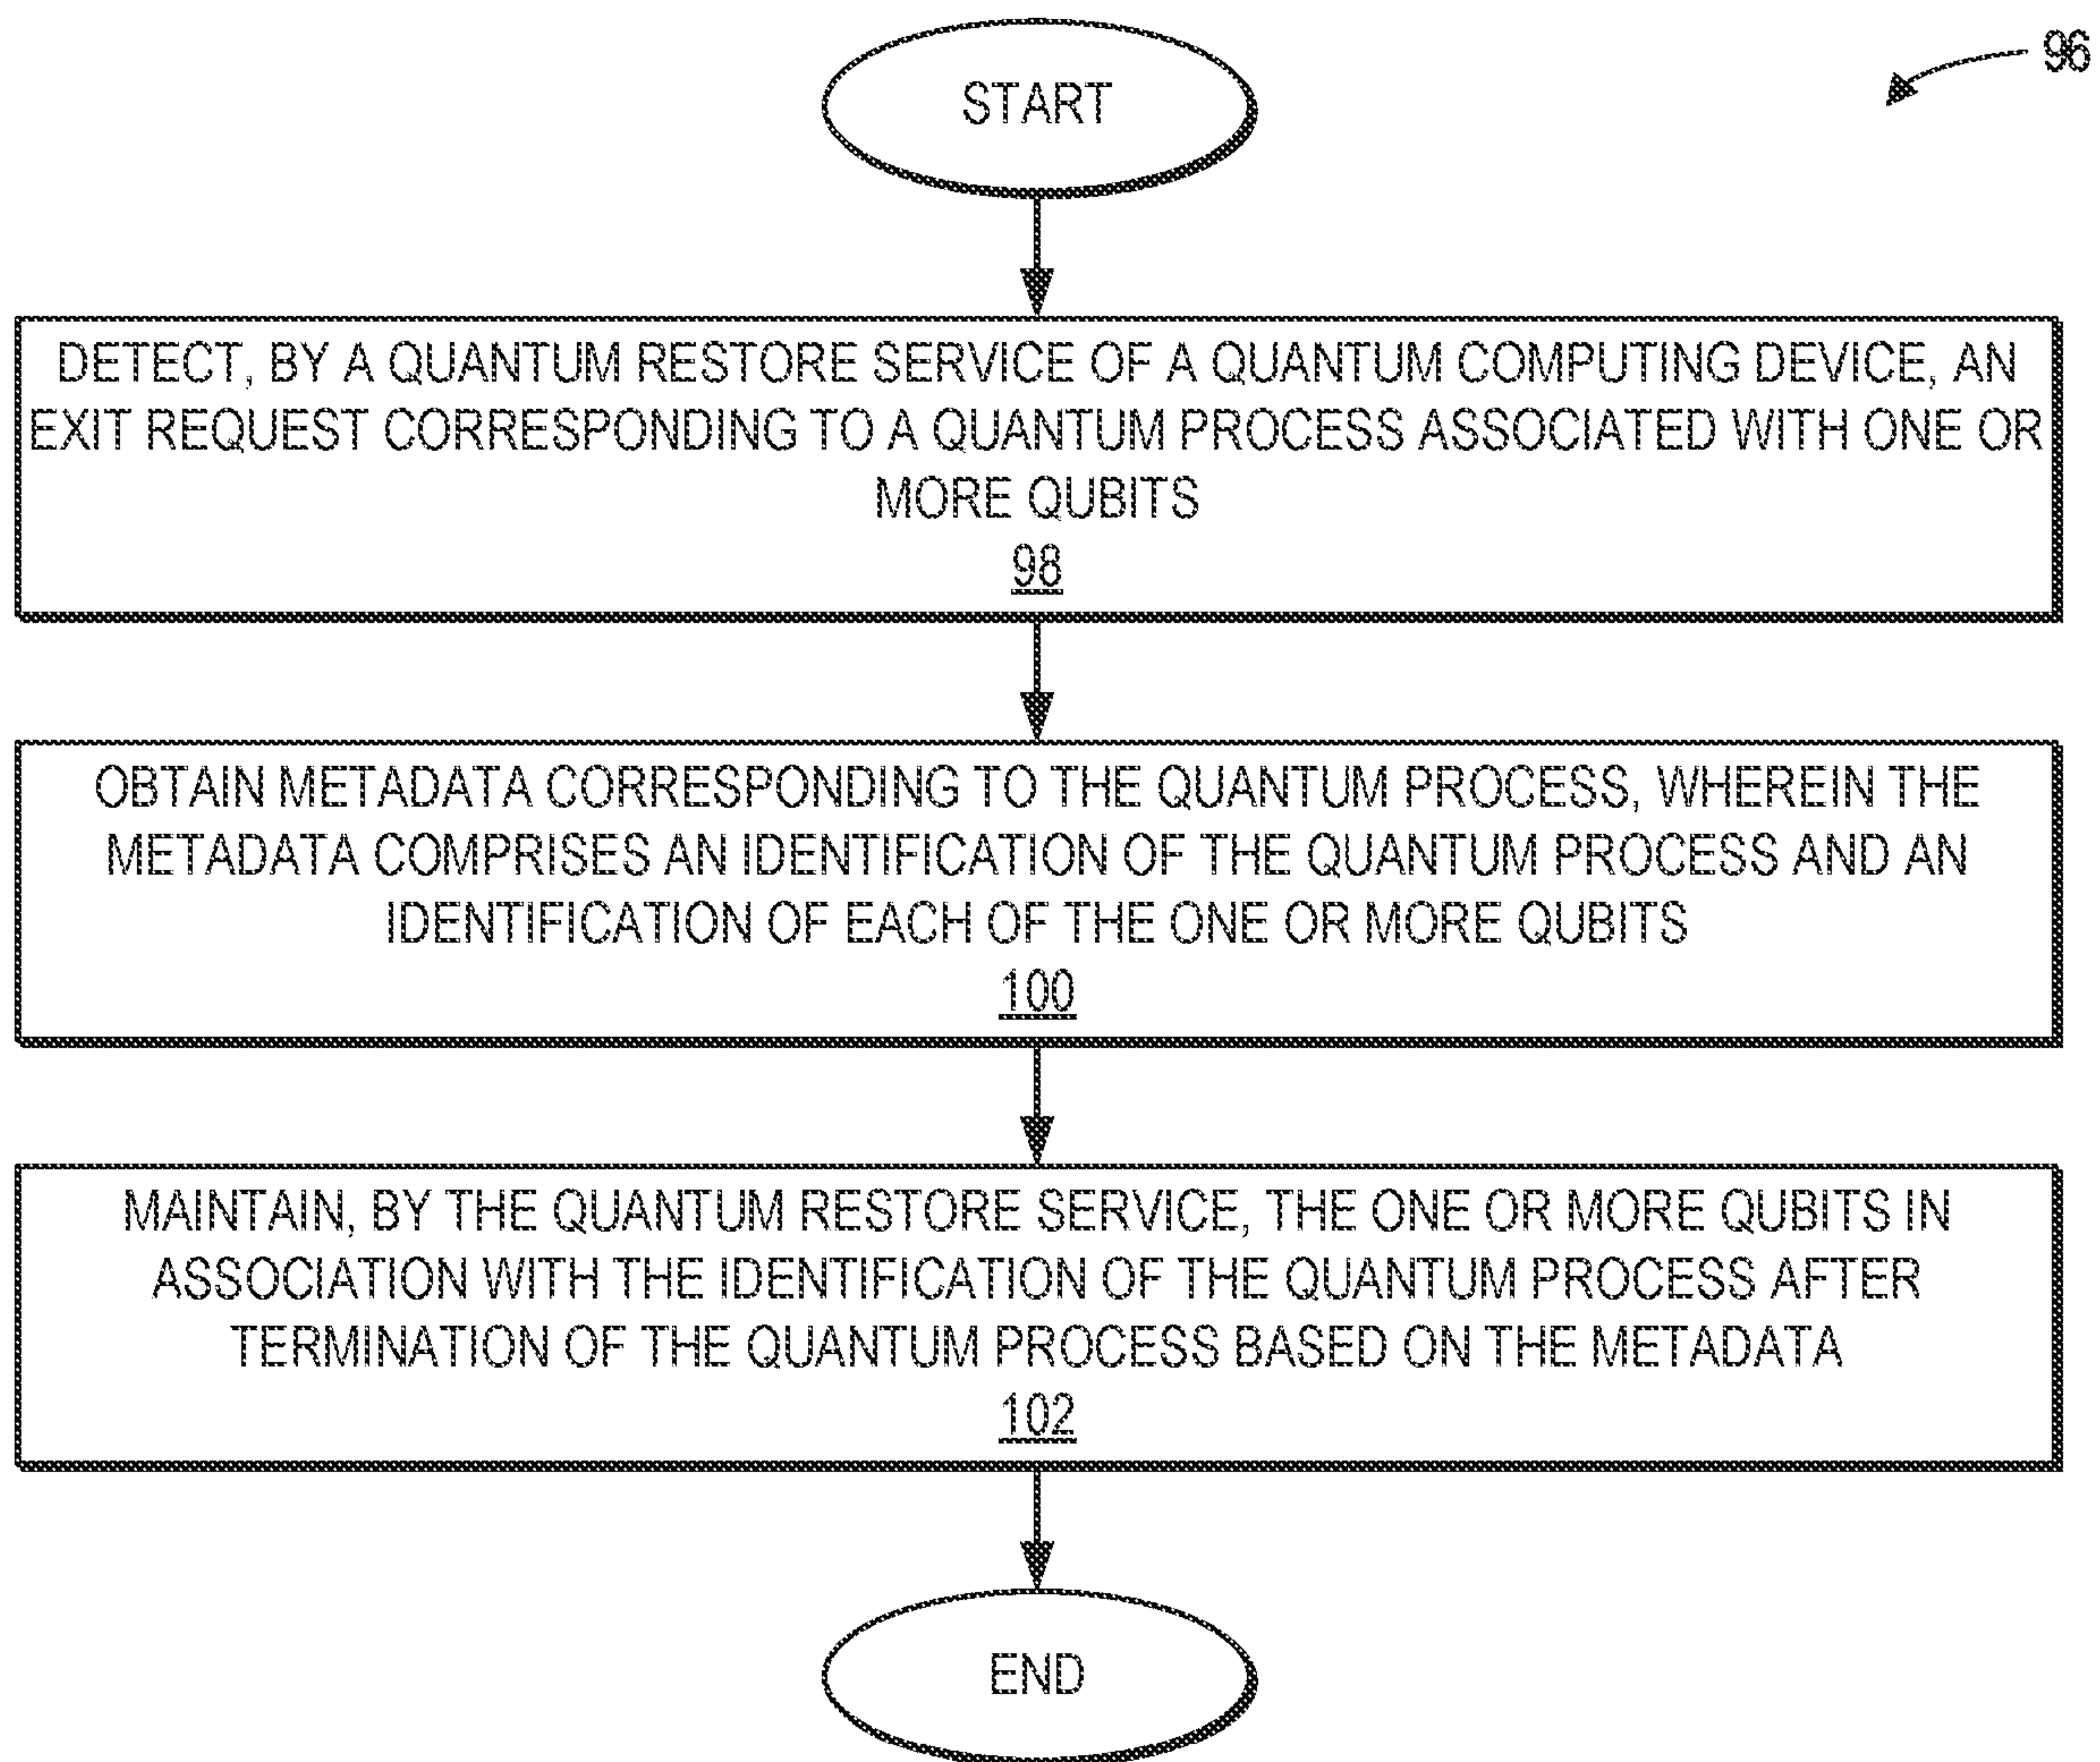 96
START
DETECT, BY A QUANTUM RESTORE SERVICE OF A QUANTUM COMPUTING DEVICE, AN
EXIT REQUEST CORRESPONDING TO A QUANTUM PROCESS ASSOCIATED WITH ONE OR
MORE QUBITS
98
OBTAIN METADATA CORRESPONDING TO THE QUANTUM PROCESS, WHEREIN THE
METADATA COMPRISES AN IDENTIFICATION OF THE QUANTUM PROCESS AND AN
IDENTIFICATION OF EACH OF THE ONE OR MORE QUBITS
100
MAINTAIN, BY THE QUANTUM RESTORE SERVICE, THE ONE OR MORE QUBITS IN
ASSOCIATION WITH THE IDENTIFICATION OF THE QUANTUM PROCESS AFTER
TERMINATION OF THE QUANTUM PROCESS BASED ON THE METADATA
102
END